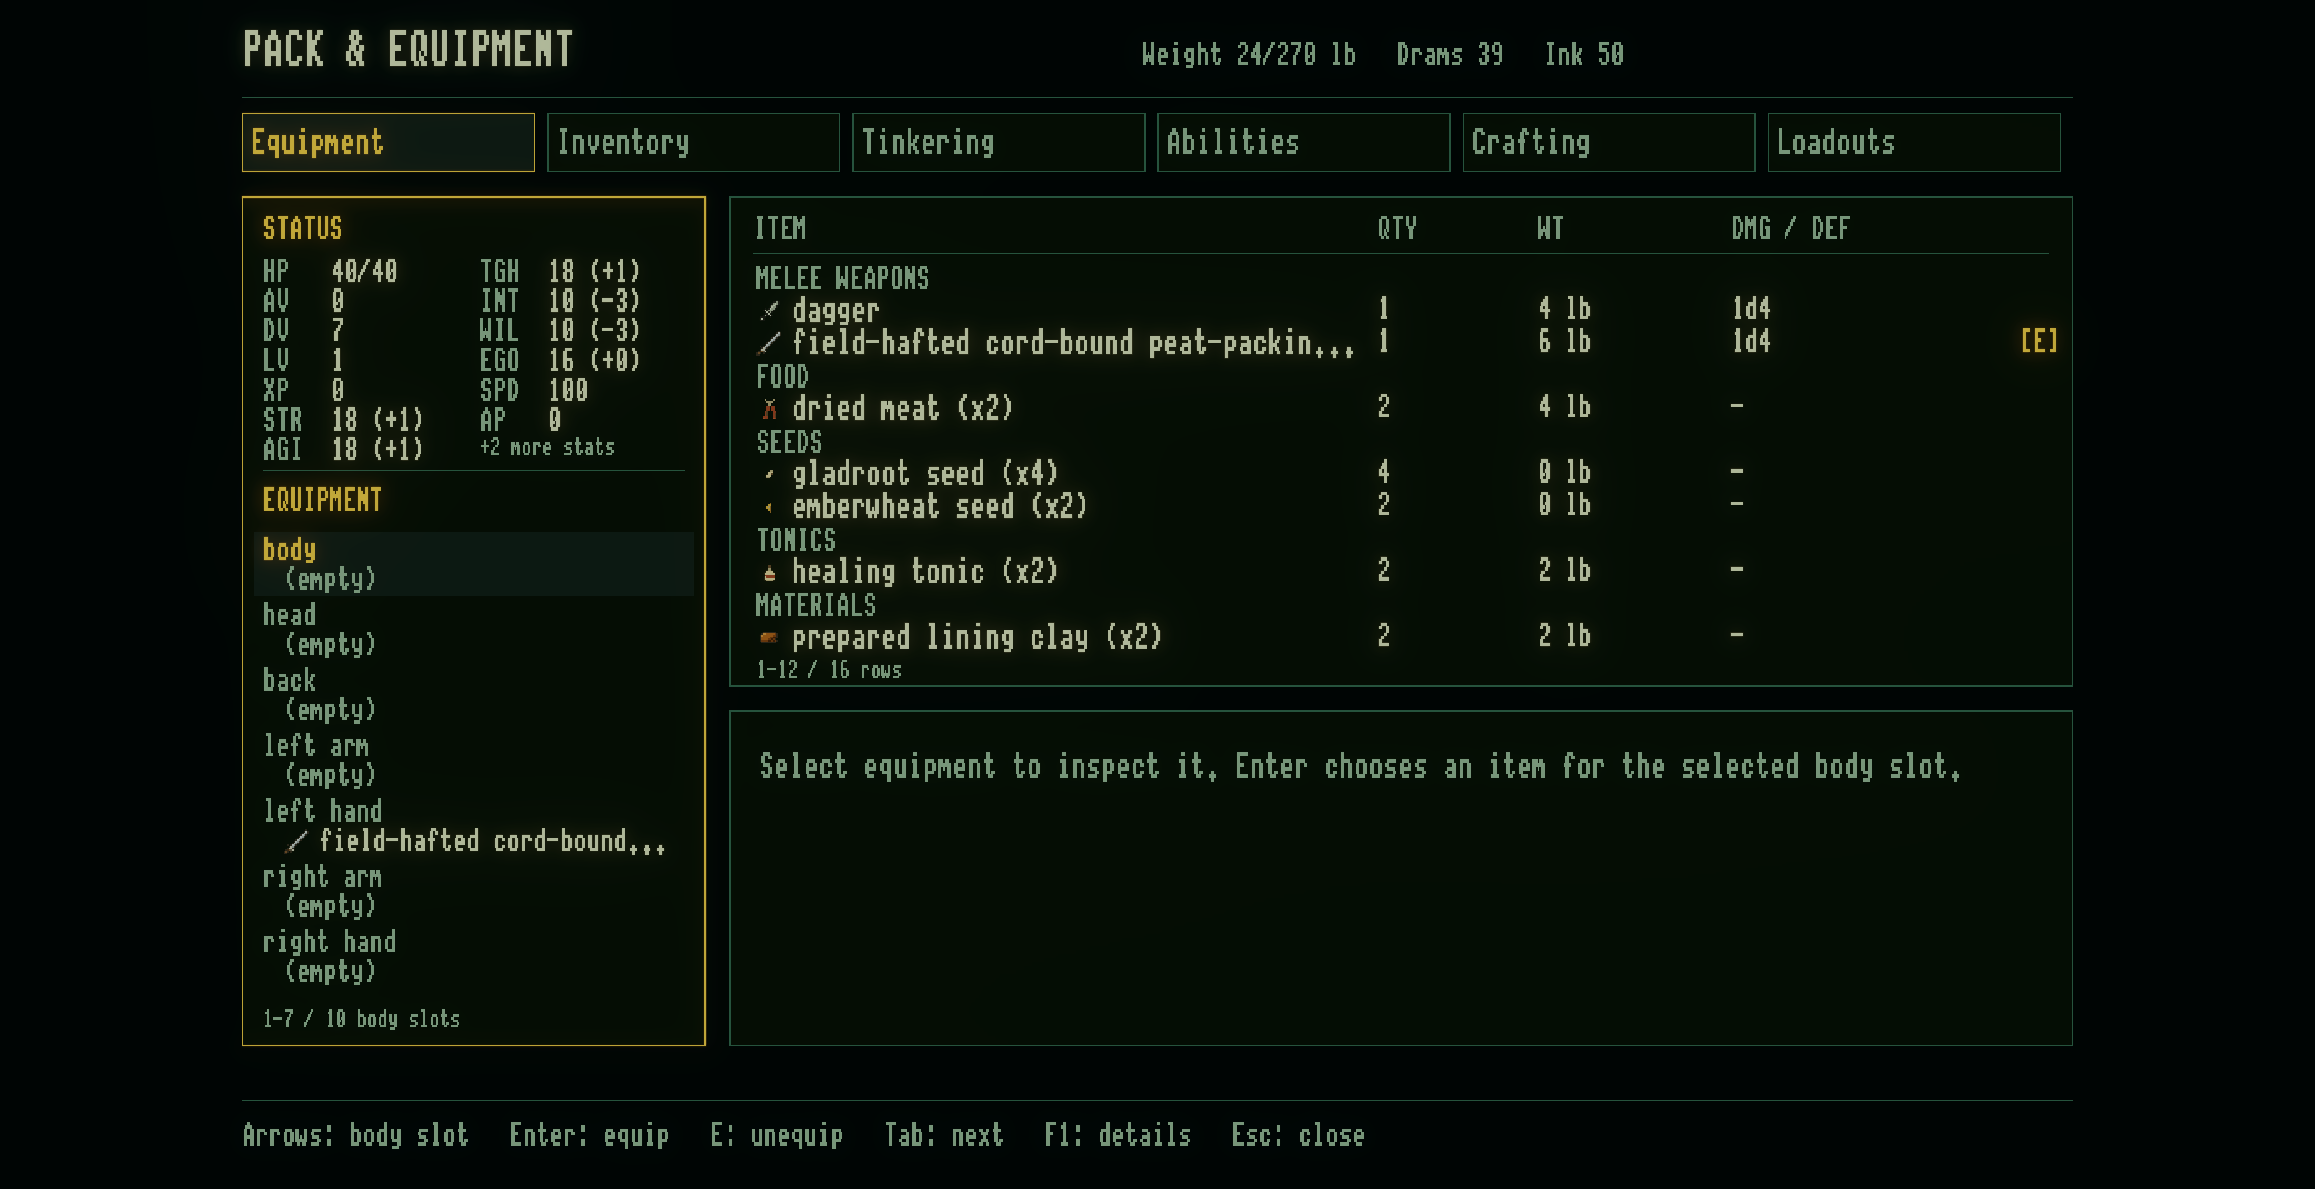 PACK & EQUIPMENT
Weight 24/270 lb Drams 39 Ink 50
Equipment Inventory Tinkering Abilities Crafting Loadouts
STATUS
HP 40/40 TGH 18 (+1)
AV 0 INT 10 (-3)
DV 7 WIL 10 (-3)
LV 1 EGO 16 (+0)
XP 0 SPD 100
STR 18 (+1) AP 0
AGI 18 (+1) +2 more stats
EQUIPMENT
body
(empty)
head
(empty)
back
(empty)
left arm
(empty)
left hand
field-hafted cord-bound...
right arm
(empty)
right hand
(empty)
1-7 / 10 body slots
ITEM QTY WT DMG / DEF
MELEE WEAPONS
dagger 1 4 lb 1d4
field-hafted cord-bound peat-packin... 1 6 lb 1d4 [E]
FOOD
dried meat (x2) 2 4 lb -
SEEDS
gladroot seed (x4) 4 0 lb -
emberwheat seed (x2) 2 0 lb -
TONICS
healing tonic (x2) 2 2 lb -
MATERIALS
prepared lining clay (x2) 2 2 lb -
1-12 / 16 rows
Select equipment to inspect it. Enter chooses an item for the selected body slot.
Arrows: body slot Enter: equip E: unequip Tab: next F1: details Esc: close